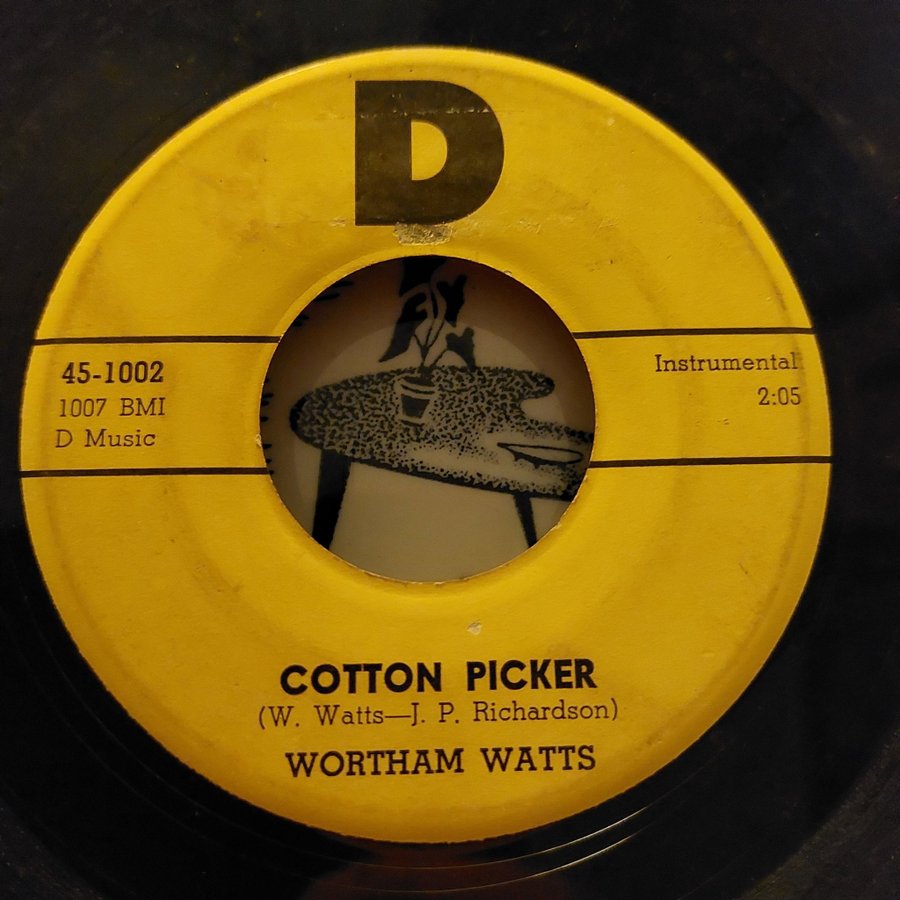 D
45-1002
1007 BMI
D Music
Instrumental
2:05
COTTON PICKER
(W. Watts—J. P. Richardson)
WORTHAM WATTS